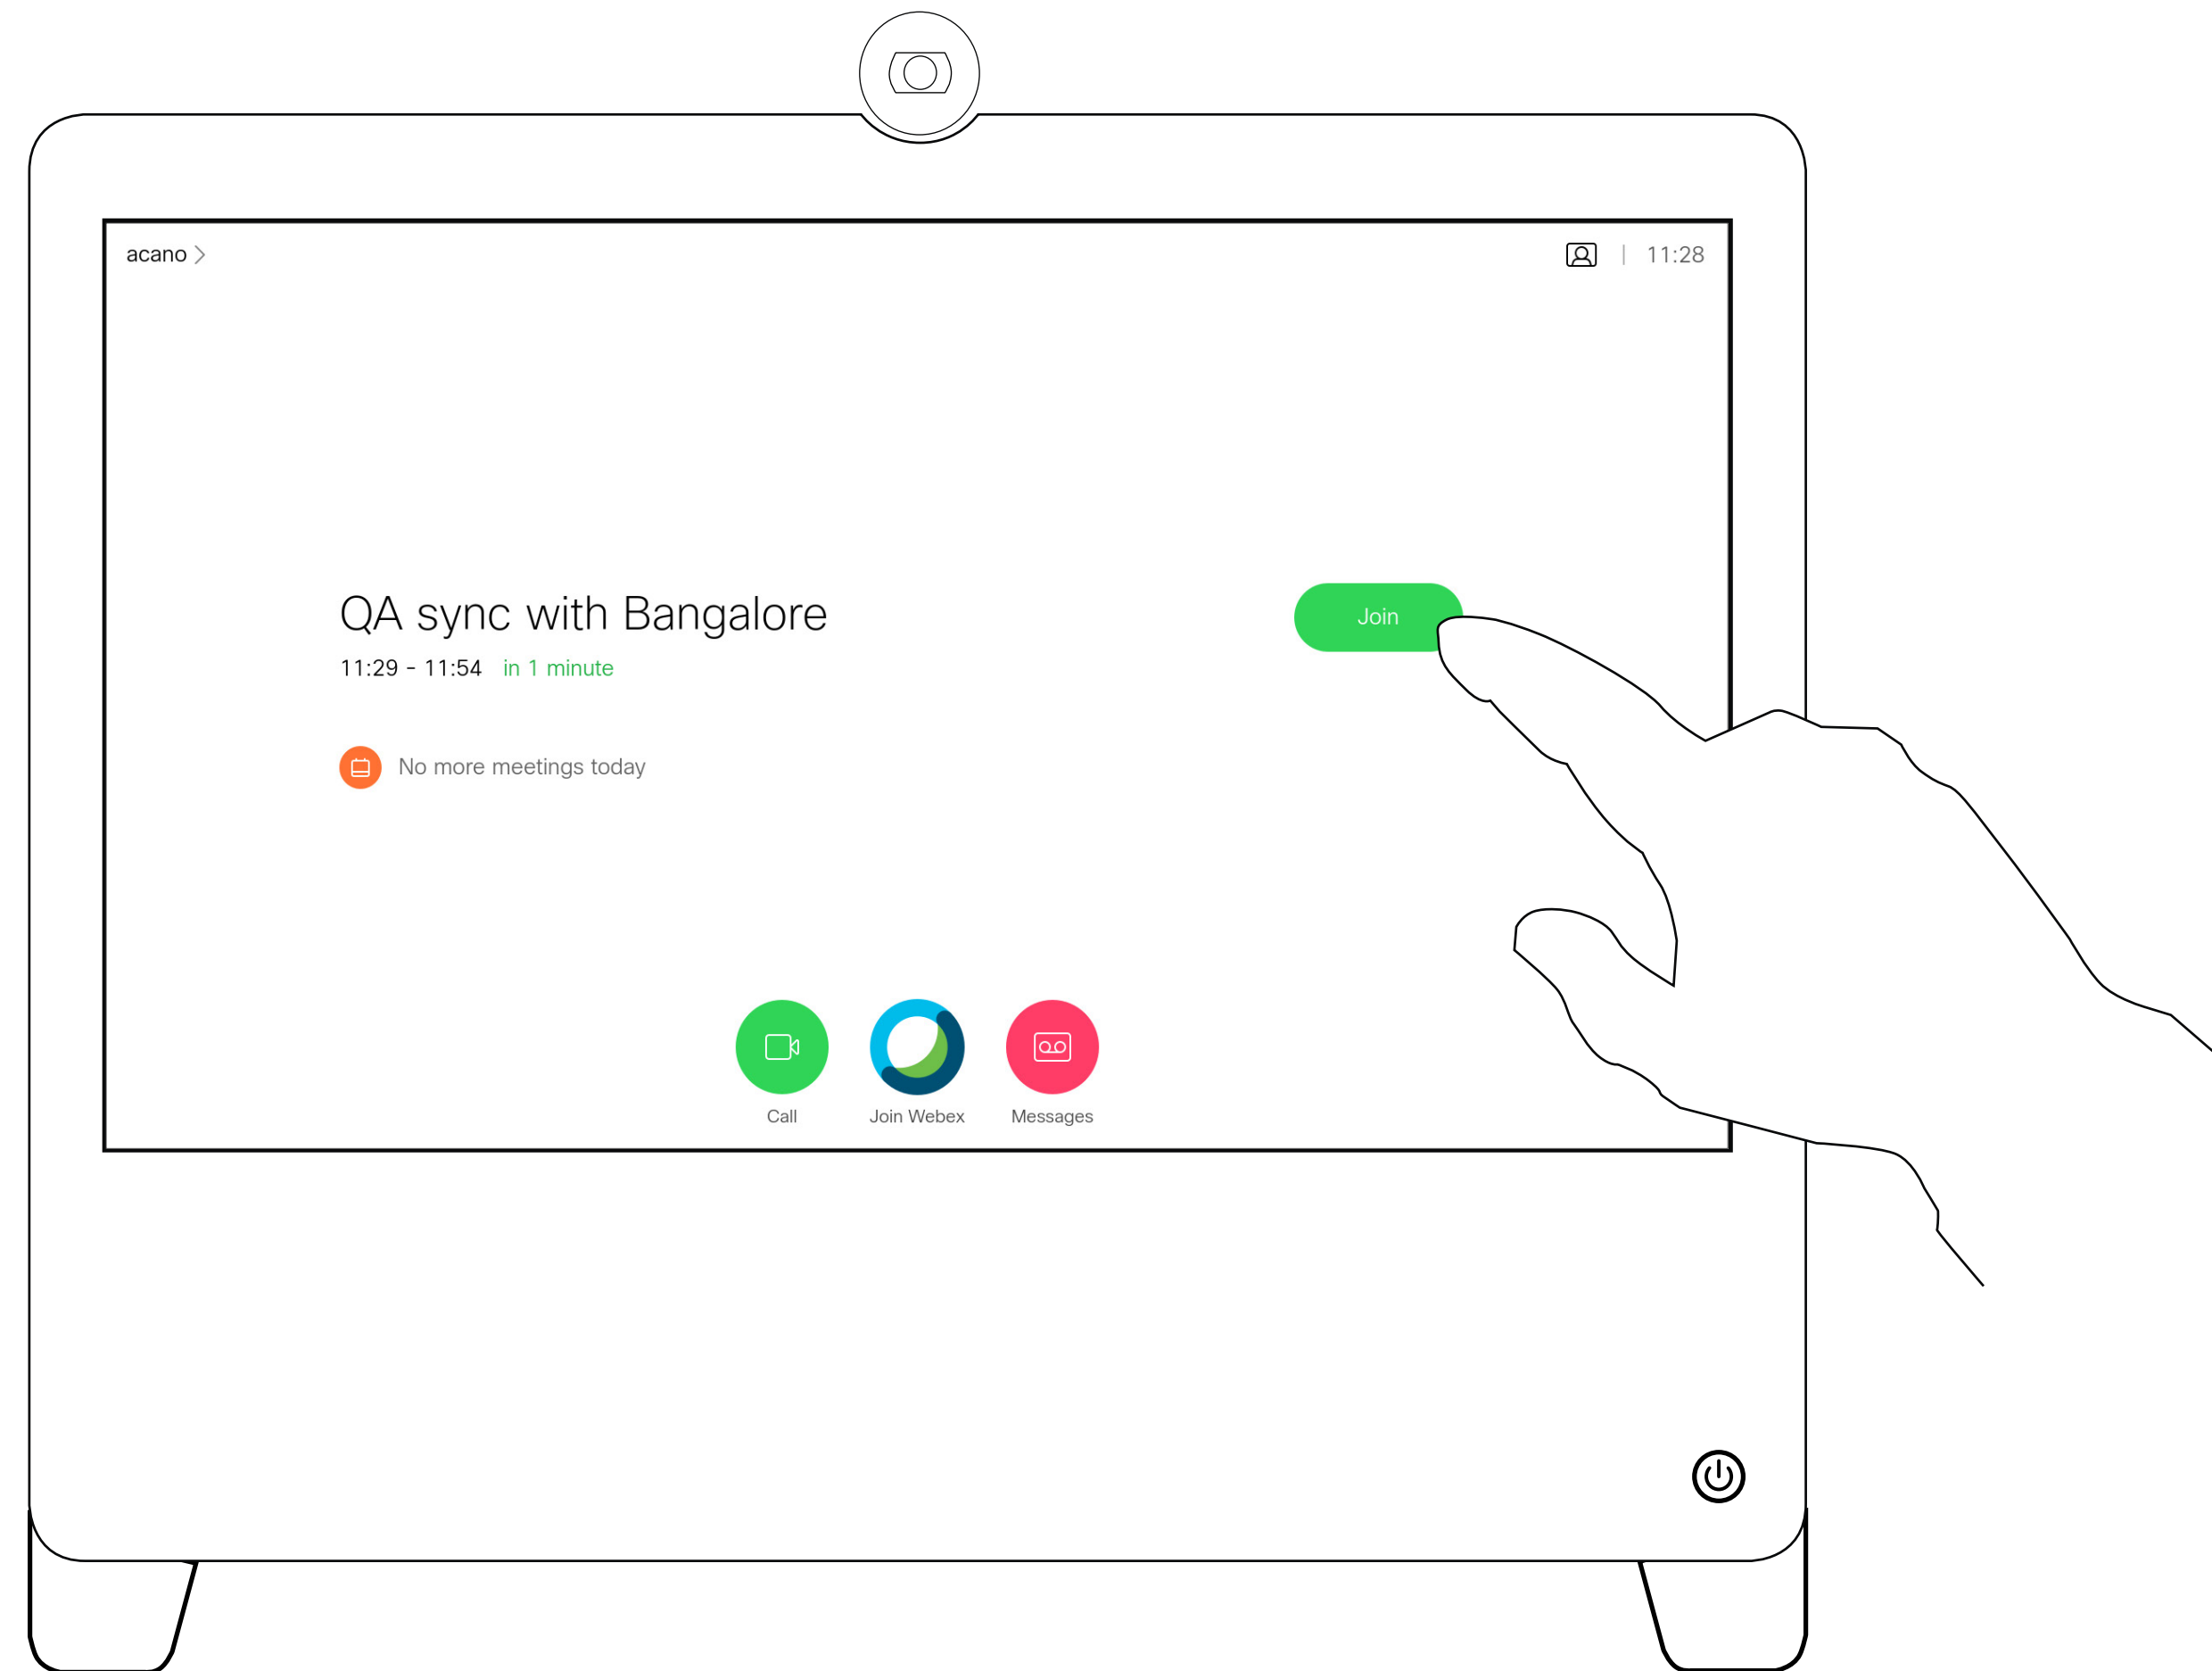 acano
11:28
QA sync with Bangalore
Join
11:29 - 11:54 in 1 minute
No more meetings today
Call
Join Webex
Messages